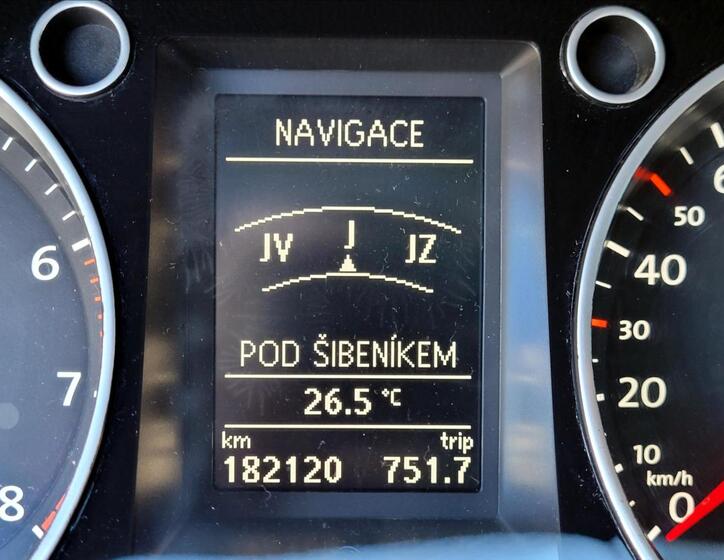 NAVIGACE
JV J JZ
POD ŠIBENÍKEM
26.5 °C
km trip
182120 751.7
6
7
8
50
40
30
20
10
km/h
0